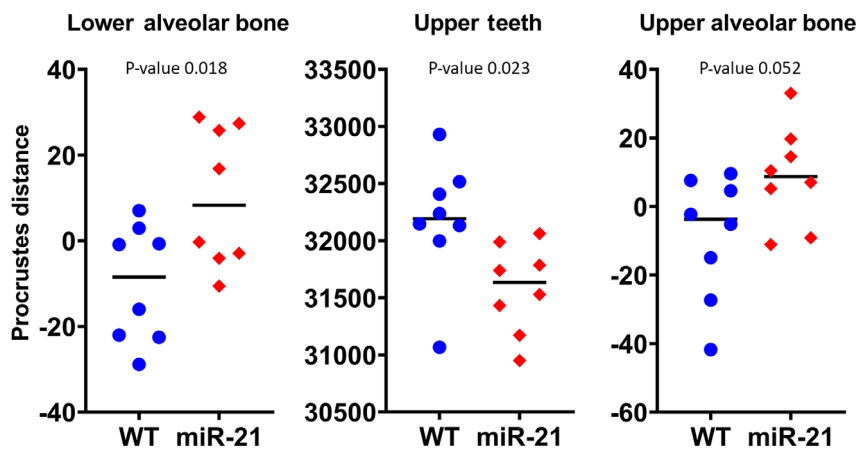 Lower alveolar bone
P-value 0.018
Procrustes distance
40
20
0
-20
-40
WT miR-21
Upper teeth
P-value 0.023
33500
33000
32500
32000
31500
31000
30500
WT miR-21
Upper alveolar bone
P-value 0.052
40
20
0
-20
-40
-60
WT miR-21